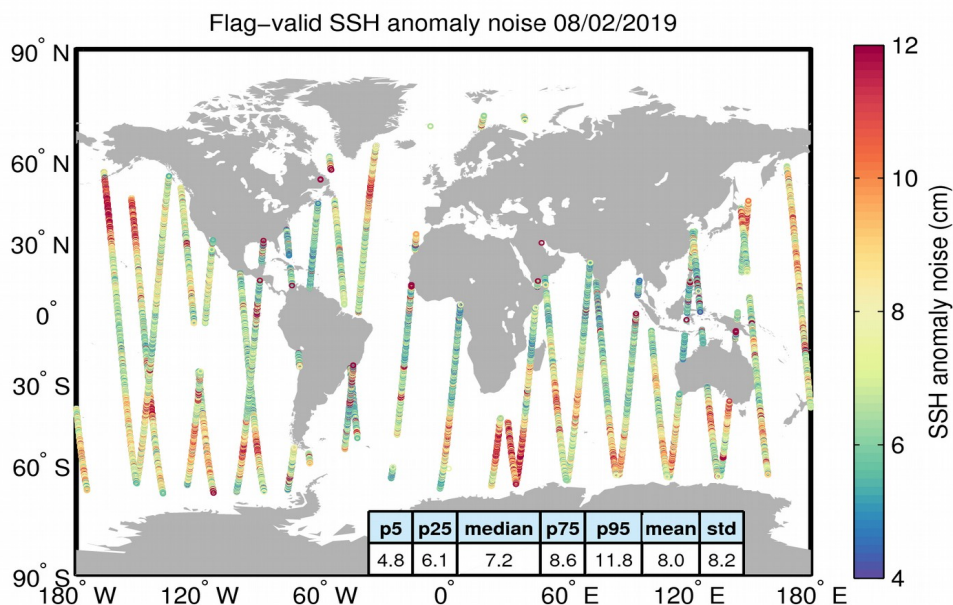 Flag−valid SSH anomaly noise 08/02/2019
90° N
60° N
30° N
0°
30° S
60° S
90° S
180° W
120° W
60° W
0°
60° E
120° E
180° E
12
10
8
6
4
SSH anomaly noise (cm)
p5 p25 median p75 p95 mean std
4.8 6.1 7.2 8.6 11.8 8.0 8.2